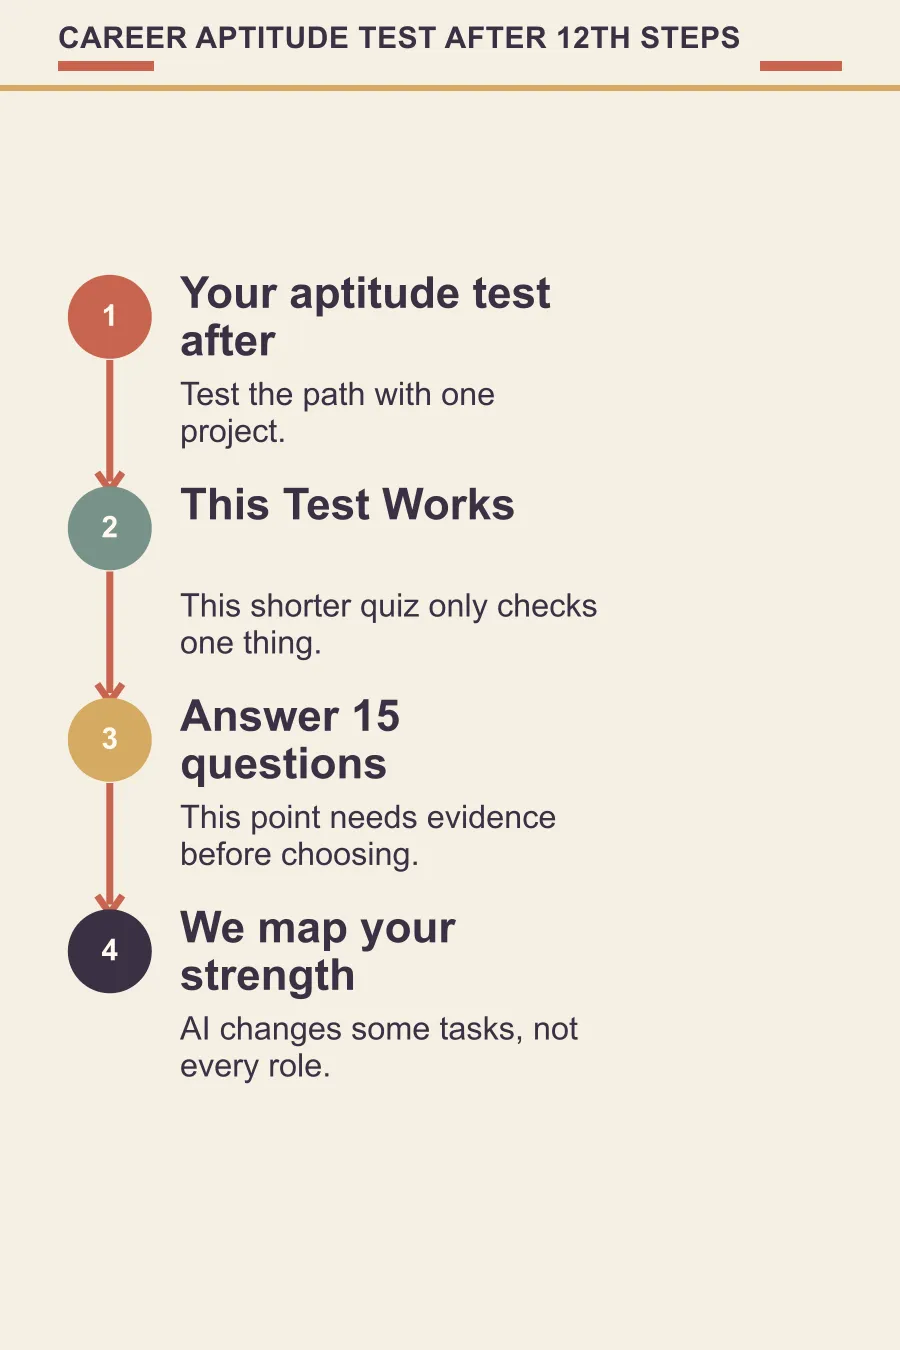 CAREER APTITUDE TEST AFTER 12TH STEPS
1
Your aptitude test
after
Test the path with one
project.
2
This Test Works
This shorter quiz only checks
one thing.
3
Answer 15
questions
This point needs evidence
before choosing.
4
We map your
strength
AI changes some tasks, not
every role.